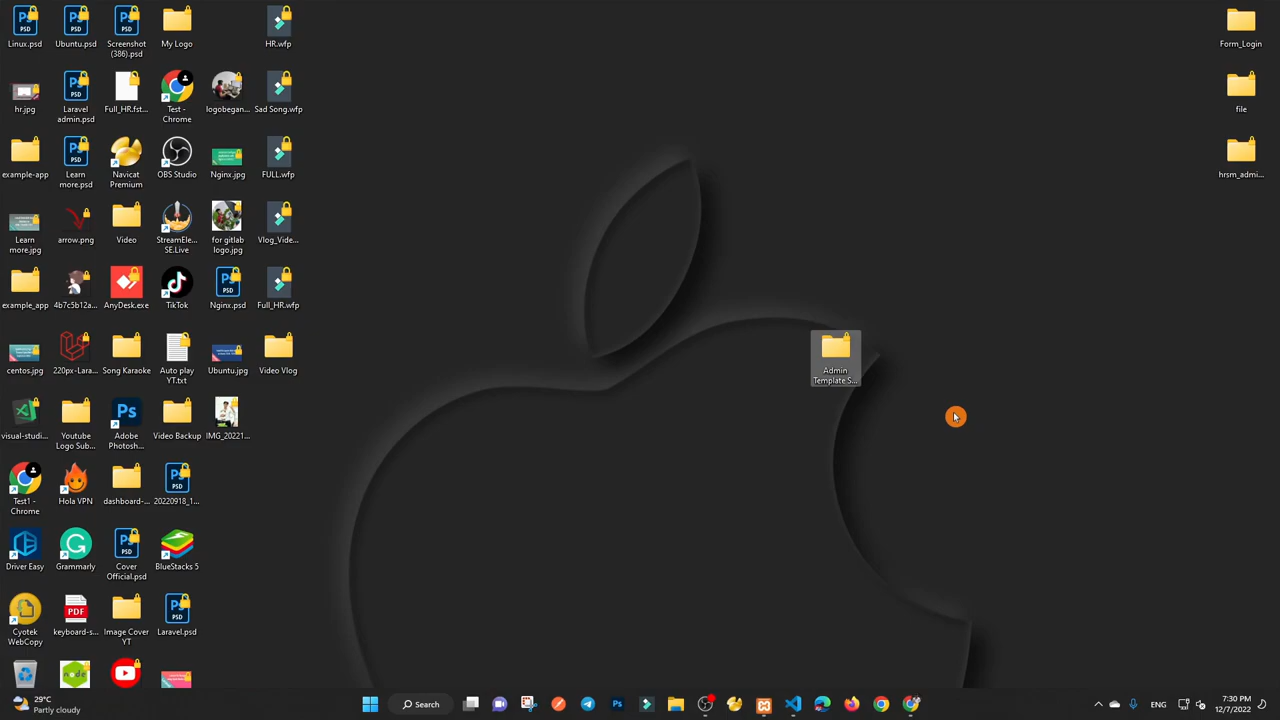 Linux.psd
Ubuntu.psd
Screenshot
(386).psd
My Logo
HR.wfp
Form_Login
hr.jpg
Laravel
admin.psd
Full_HR.fst...
Test -
Chrome
logobegan...
Sad Song.wfp
file
example-app
Learn
more.psd
Navicat
Premium
OBS Studio
Nginx.jpg
FULL.wfp
hrsm_admi...
Learn
more.jpg
arrow.png
Video
StreamEle...
SE.Live
for gitlab
logo.jpg
Vlog_Vide...
example_app
4b7c5b12a...
AnyDesk.exe
TikTok
Nginx.psd
Full_HR.wfp
centos.jpg
220px-Lara...
Song Karaoke
Auto play
YT.txt
Ubuntu.jpg
Video Vlog
Admin
Template S...
visual-studi...
Youtube
Logo Sub...
Adobe
Photosh...
Video Backup
IMG_20221...
Test1 -
Chrome
Hola VPN
dashboard-...
20220918_1...
Driver Easy
Grammarly
Cover
Official.psd
BlueStacks 5
Cyotek
WebCopy
keyboard-s...
Image Cover
YT
Laravel.psd
29°C
Partly cloudy
Search
ENG
7:30 PM
12/7/2022